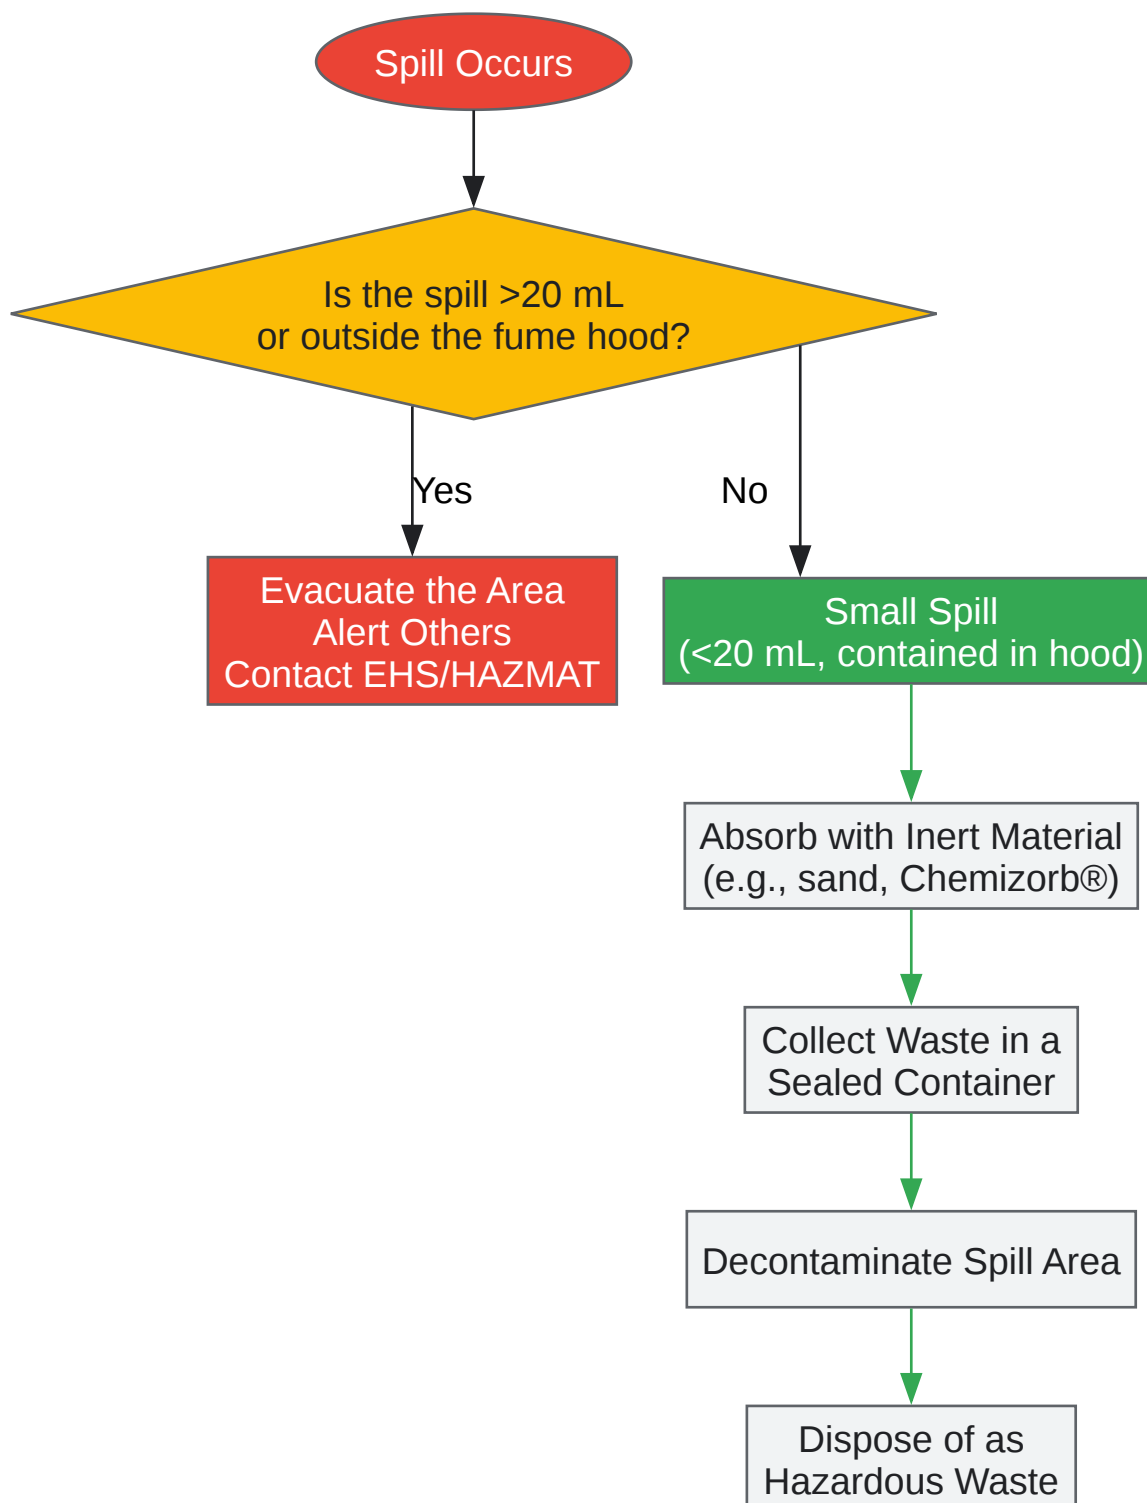 Spill Occurs
Is the spill >20 mL
or outside the fume hood?
Yes
No
Evacuate the Area
Alert Others
Contact EHS/HAZMAT
Small Spill
(<20 mL, contained in hood)
Absorb with Inert Material
(e.g., sand, Chemizorb®)
Collect Waste in a
Sealed Container
Decontaminate Spill Area
Dispose of as
Hazardous Waste